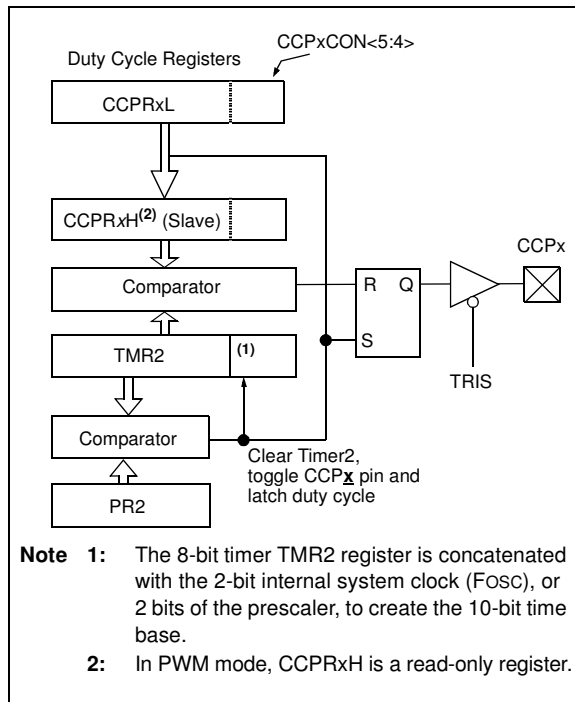 CCPxCON<5:4>
Duty Cycle Registers
CCPRxL
CCPRxH(2) (Slave)
CCPx
Comparator
R Q
TMR2
(1)
S
TRIS
Comparator
Clear Timer2,
toggle CCPx pin and
latch duty cycle
PR2
Note 1: The 8-bit timer TMR2 register is concatenated
with the 2-bit internal system clock (FOSC), or
2 bits of the prescaler, to create the 10-bit time
base.
2: In PWM mode, CCPRxH is a read-only register.